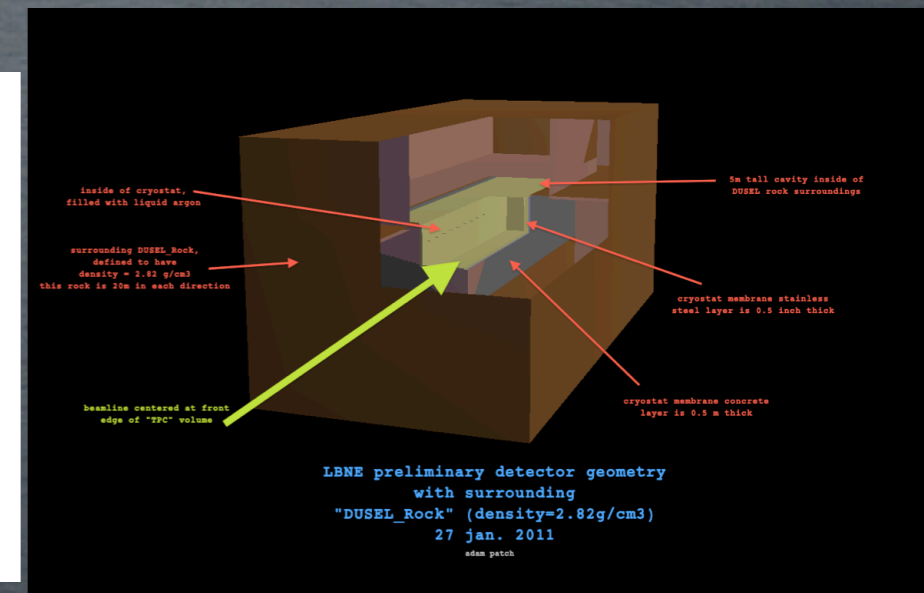 inside of cryostat,
filled with liquid argon
surrounding DUSEL_Rock,
defined to have
density = 2.82 g/cm3
this rock is 20m in each direction
beamline centered at front
edge of "TPC" volume
5m tall cavity inside of
DUSEL rock surroundings
cryostat membrane stainless
steel layer is 0.5 inch thick
cryostat membrane concrete
layer is 0.5 m thick
LBNE preliminary detector geometry
with surrounding
"DUSEL_Rock" (density=2.82g/cm3)
27 jan. 2011
adam patch